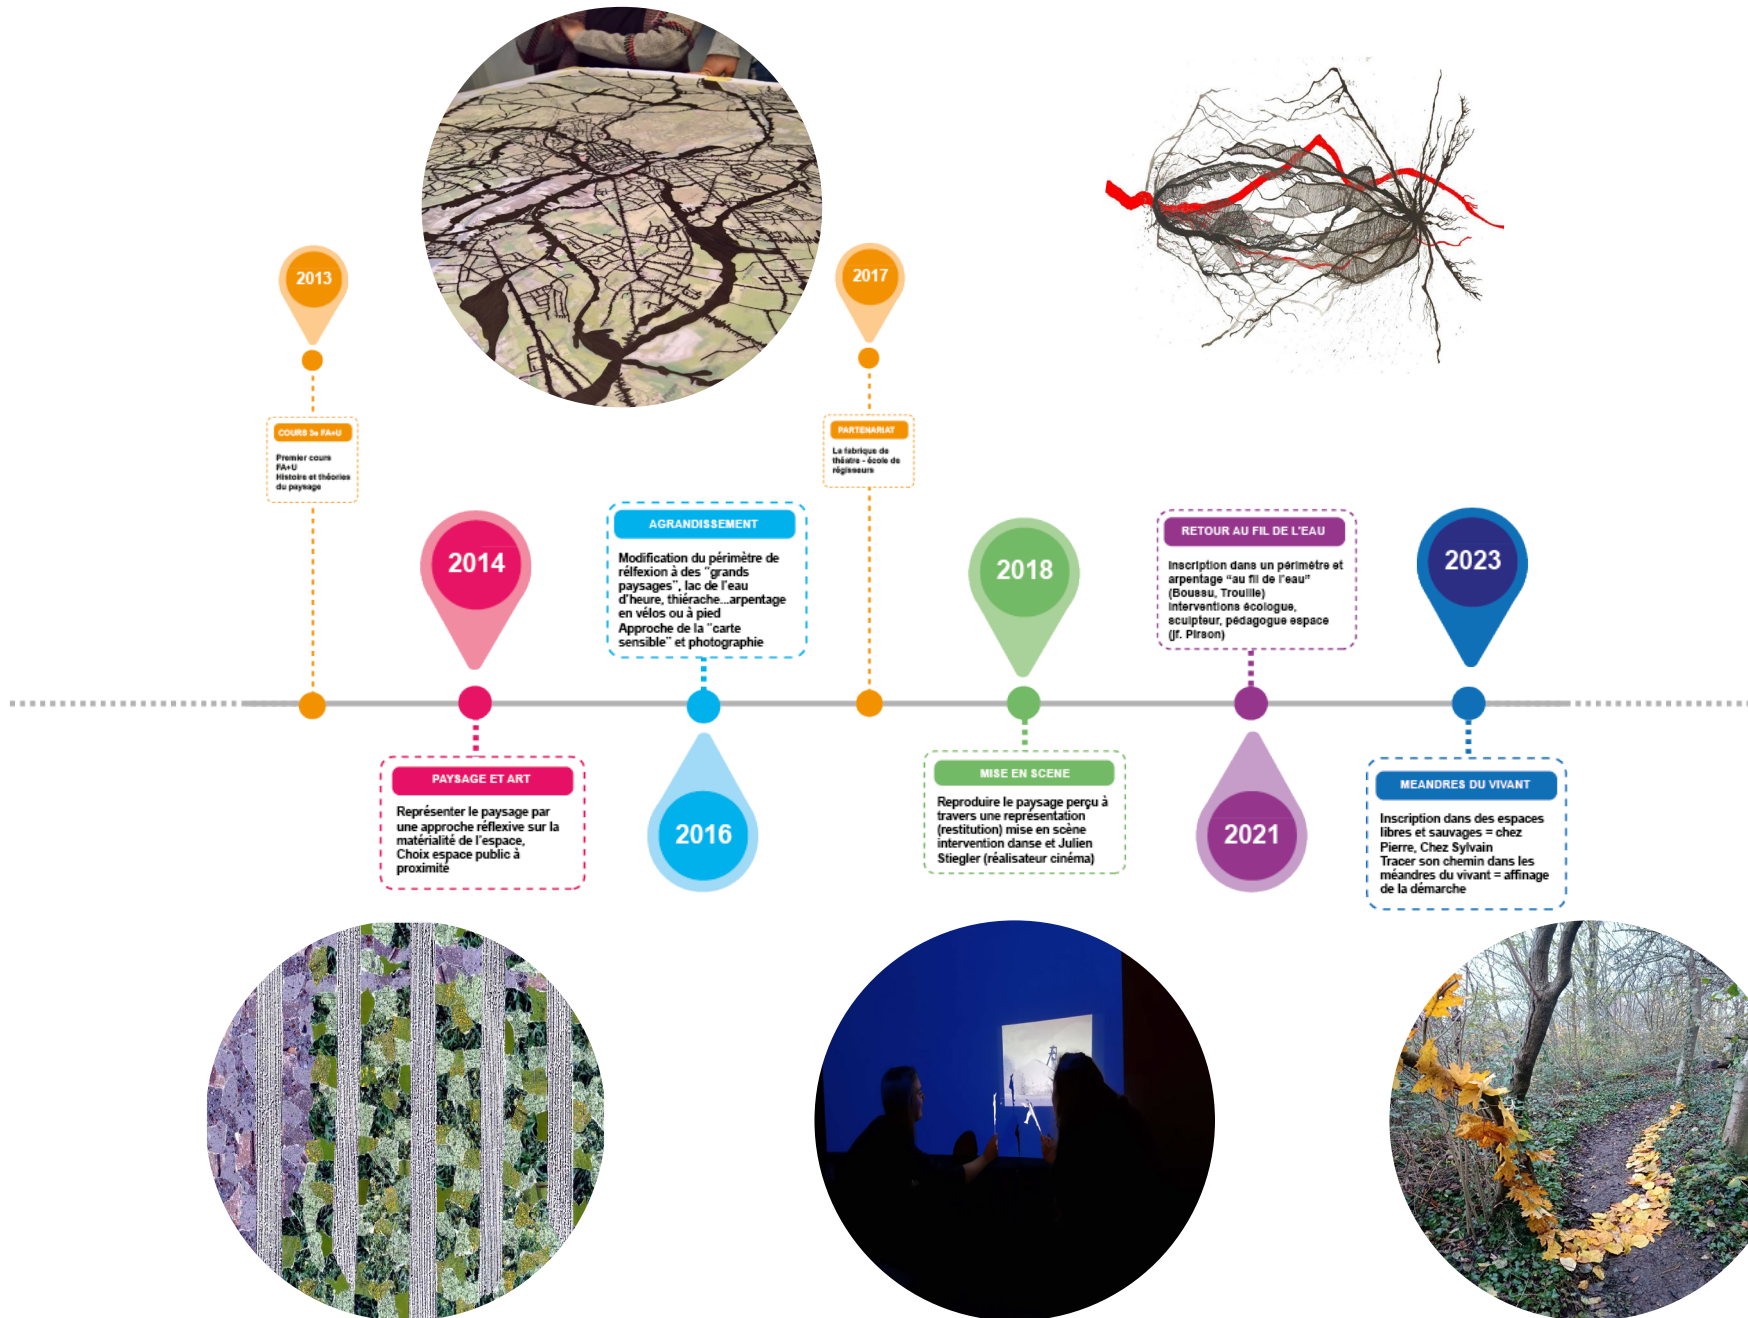 2013
COURS 3e FA+U
Premier cours
FA+U
Histoire et théories
du paysage
2014
PAYSAGE ET ART
Représenter le paysage par
une approche réflexive sur la
matérialité de l'espace,
Choix espace public à
proximité
AGRANDISSEMENT
Modification du périmètre de
rélfexion à des "grands
paysages", lac de l'eau
d'heure, thiérache...arpentage
en vélos ou à pied
Approche de la "carte
sensible" et photographie
2016
2017
PARTENARIAT
La fabrique de
théatre - école de
régisseurs
2018
MISE EN SCENE
Reproduire le paysage perçu à
travers une représentation
(restitution) mise en scène
intervention danse et Julien
Stiegler (réalisateur cinéma)
RETOUR AU FIL DE L'EAU
Inscription dans un périmètre et
arpentage "au fil de l'eau"
(Boussu, Trouille)
Interventions écologue,
sculpteur, pédagogue espace
(jf. Pirson)
2021
2023
MEANDRES DU VIVANT
Inscription dans des espaces
libres et sauvages = chez
Pierre, Chez Sylvain
Tracer son chemin dans les
méandres du vivant = affinage
de la démarche